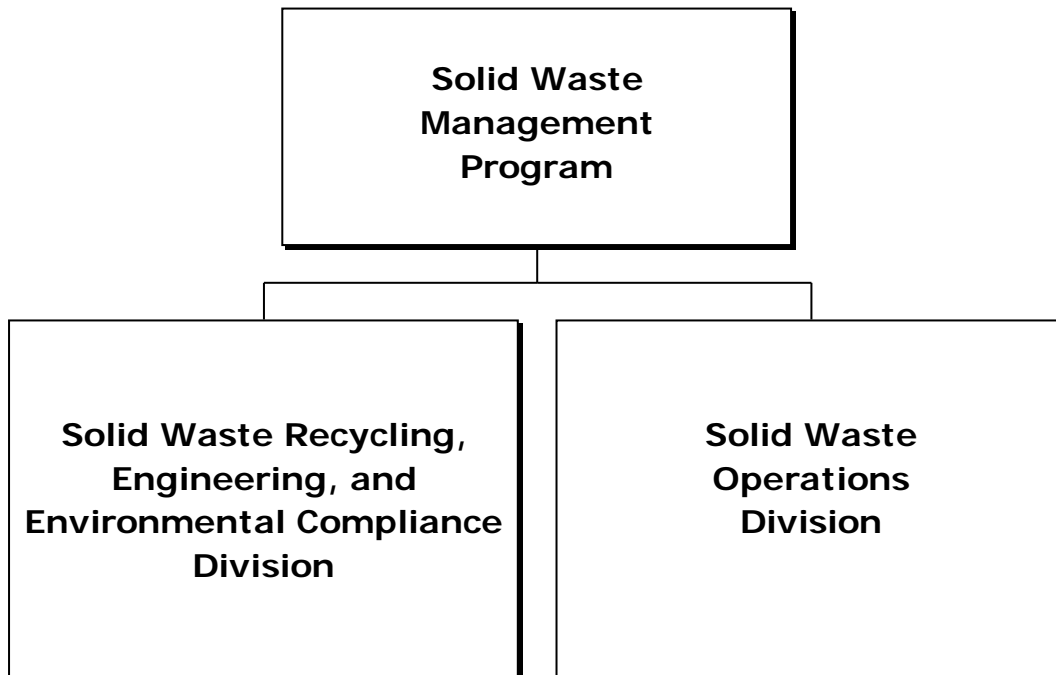 Solid Waste
Management
Program
Solid Waste Recycling,
Engineering, and
Environmental Compliance
Division
Solid Waste
Operations
Division